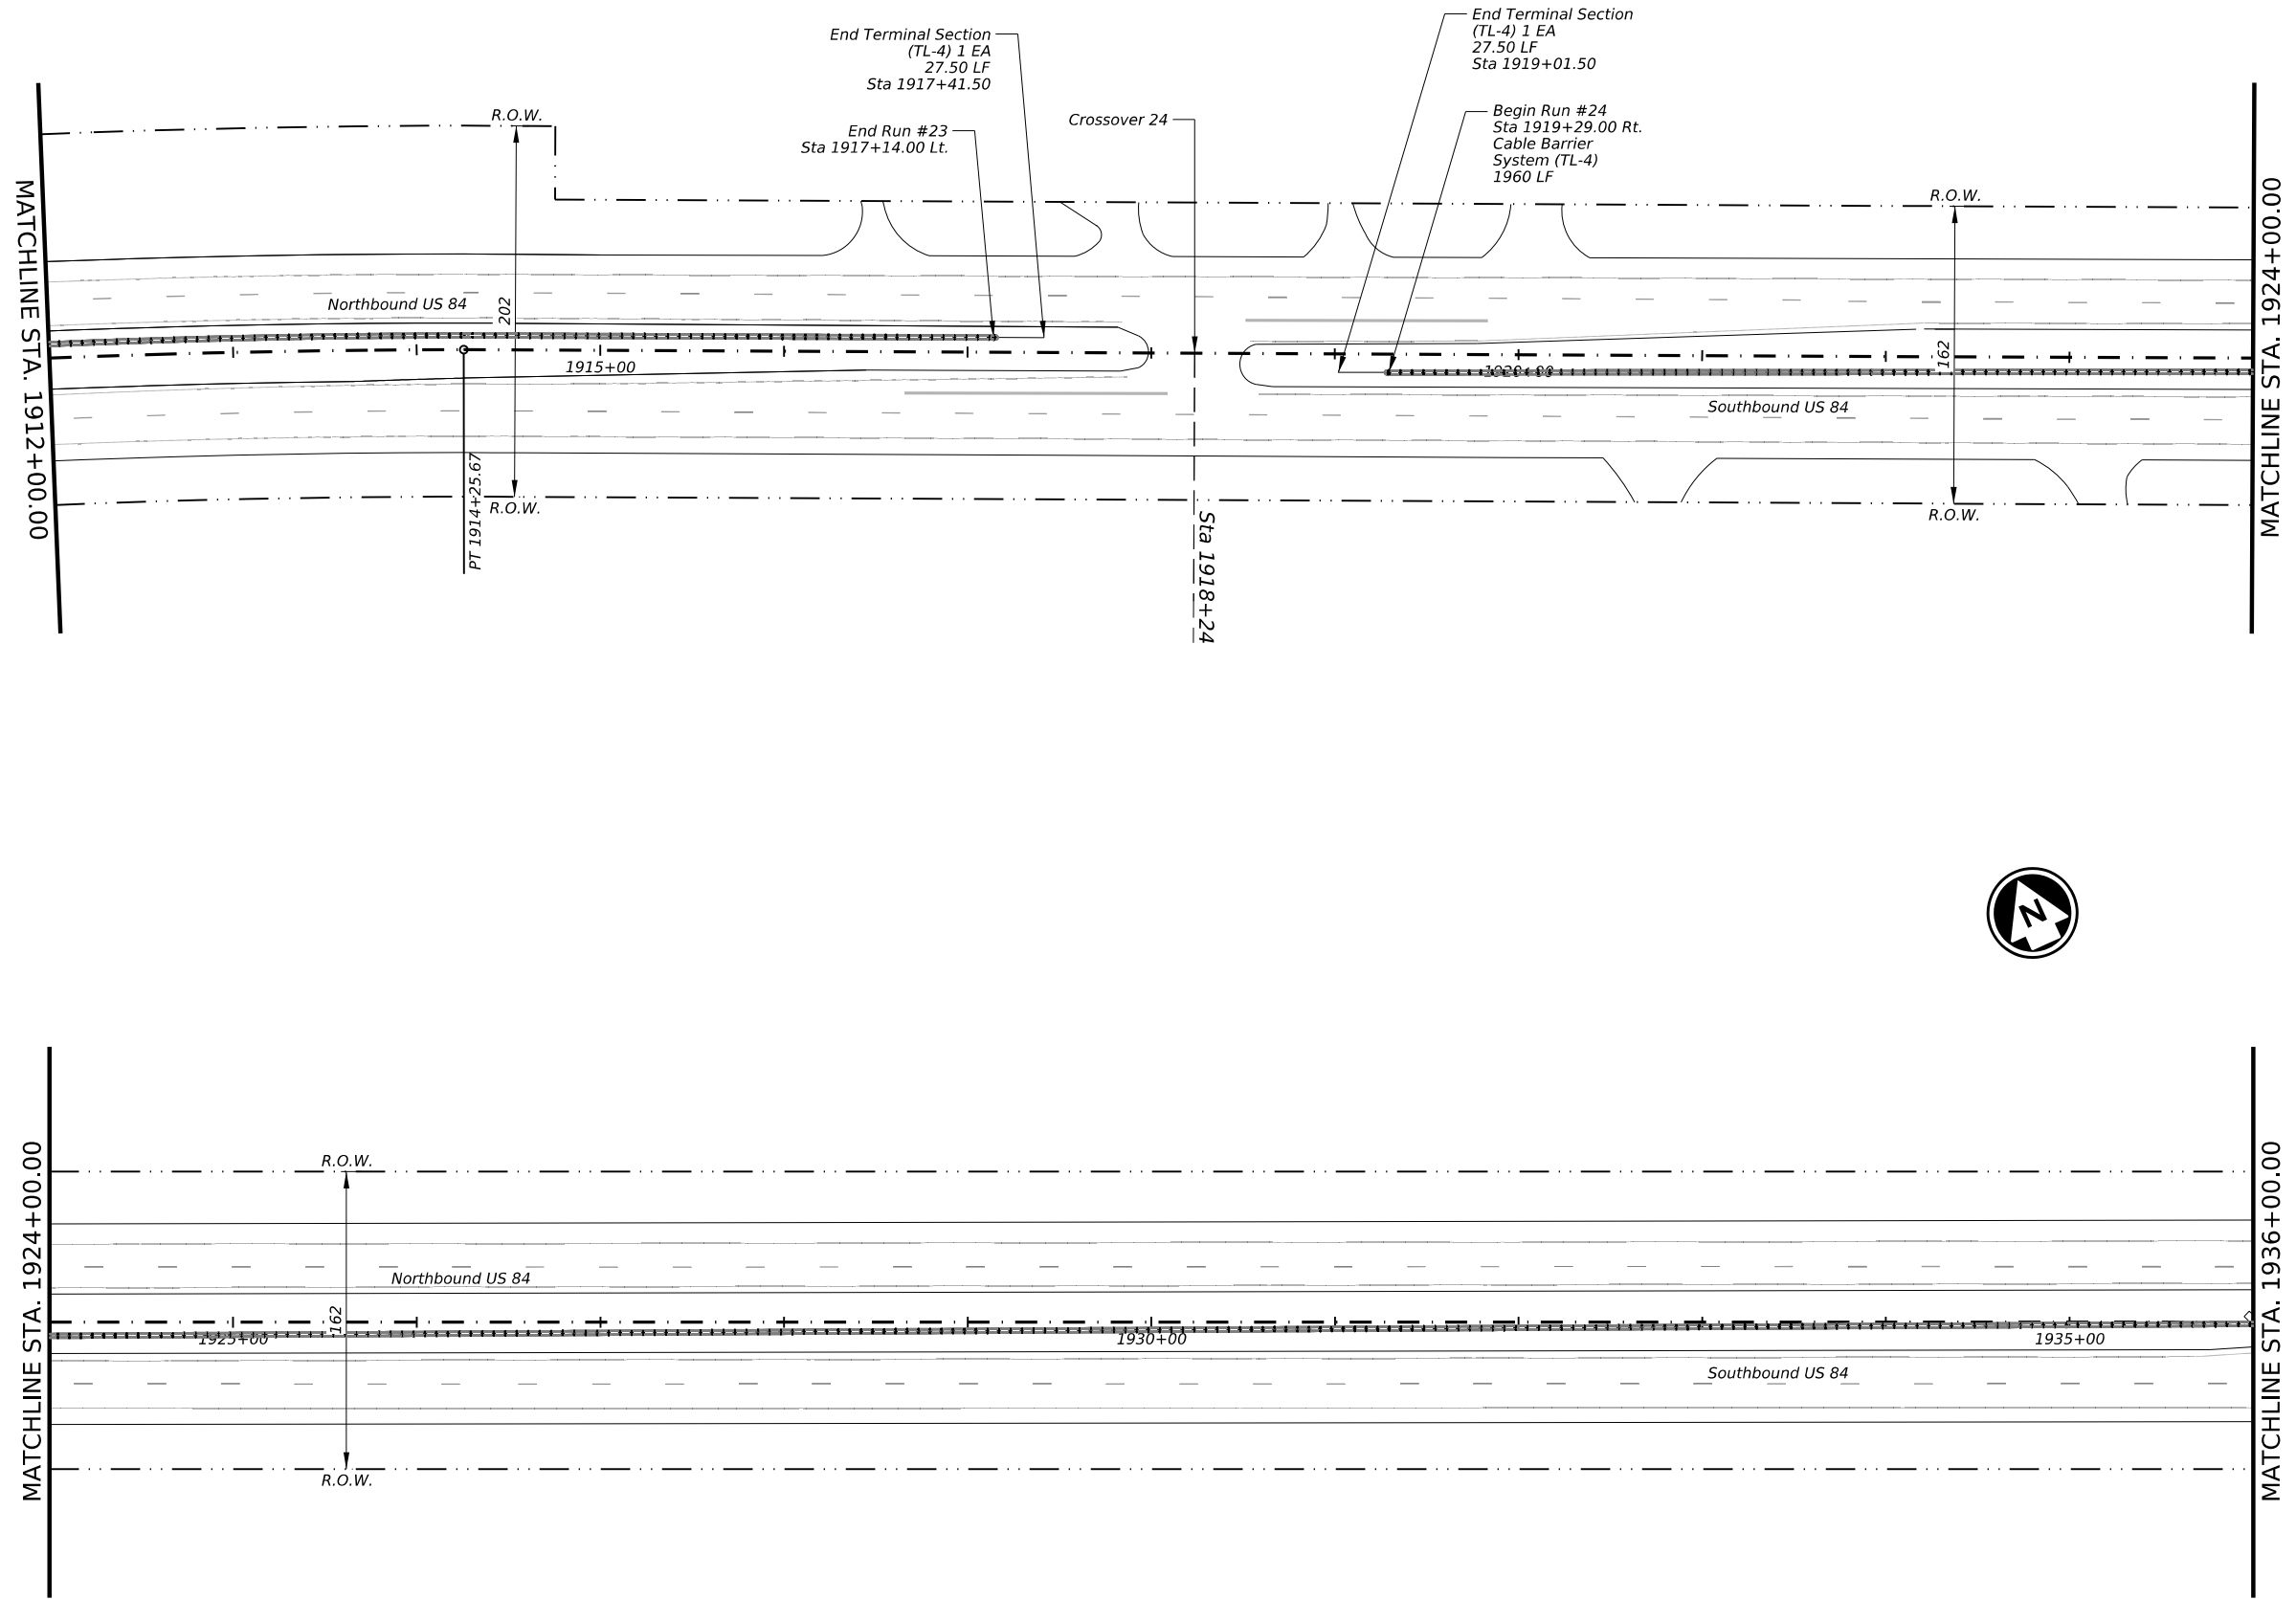 End Terminal Section
(TL-4) 1 EA
27.50 LF
Sta 1917+41.50
End Run #23
Sta 1917+14.00 Lt.
Crossover 24
End Terminal Section
(TL-4) 1 EA
27.50 LF
Sta 1919+01.50
Begin Run #24
Sta 1919+29.00 Rt.
Cable Barrier
System (TL-4)
1960 LF
R.O.W.
R.O.W.
MATCHLINE STA. 1912+00.00
Northbound US 84
202
1915+00
1920+00
162
Southbound US 84
PT 1914+25.67
R.O.W.
R.O.W.
Sta 1918+24
MATCHLINE STA. 1924+00.00
N
MATCHLINE STA. 1924+00.00
R.O.W.
Northbound US 84
162
1925+00
1930+00
1935+00
Southbound US 84
R.O.W.
MATCHLINE STA. 1936+00.00